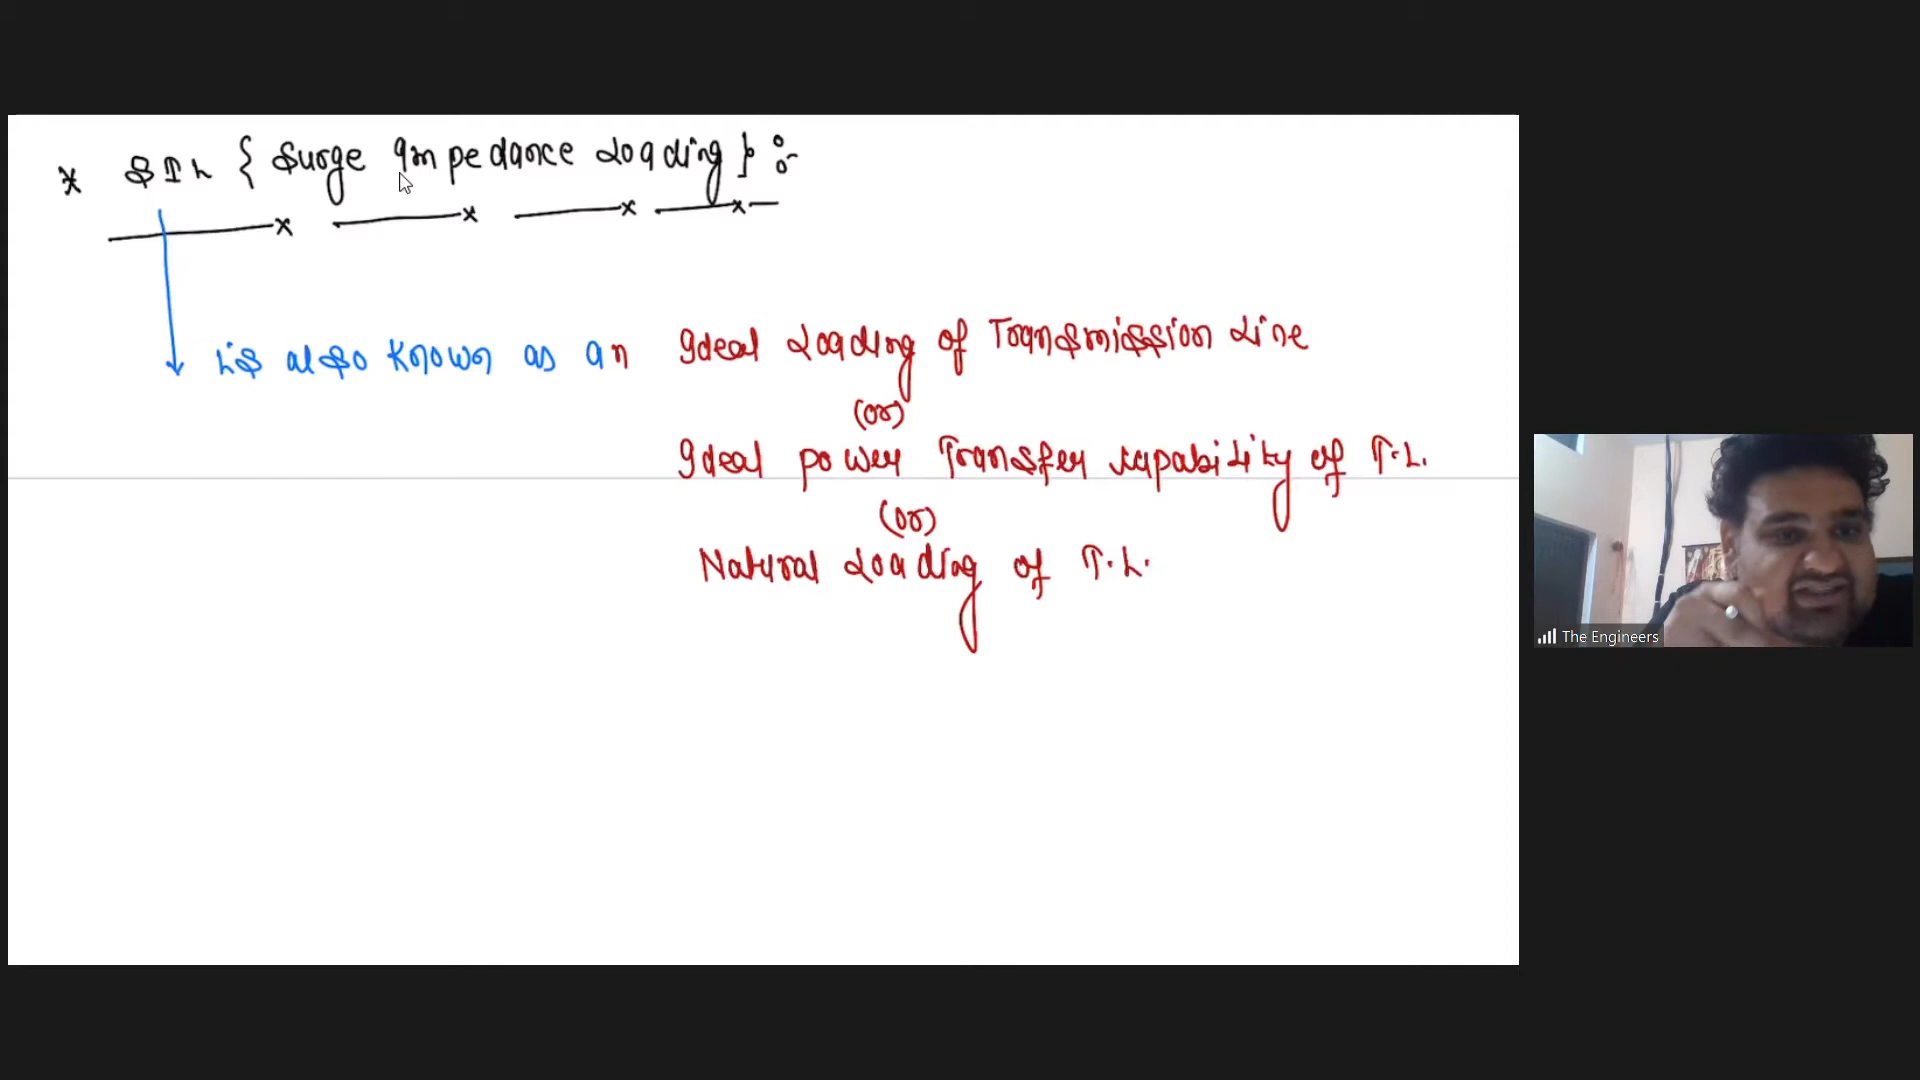 * SIL { Surge Impedance Loading } :-
is also known as an Ideal Loading of Transmission Line
(or)
Ideal power Transfer capability of T.L.
(or)
Natural Loading of T.L.
The Engineers